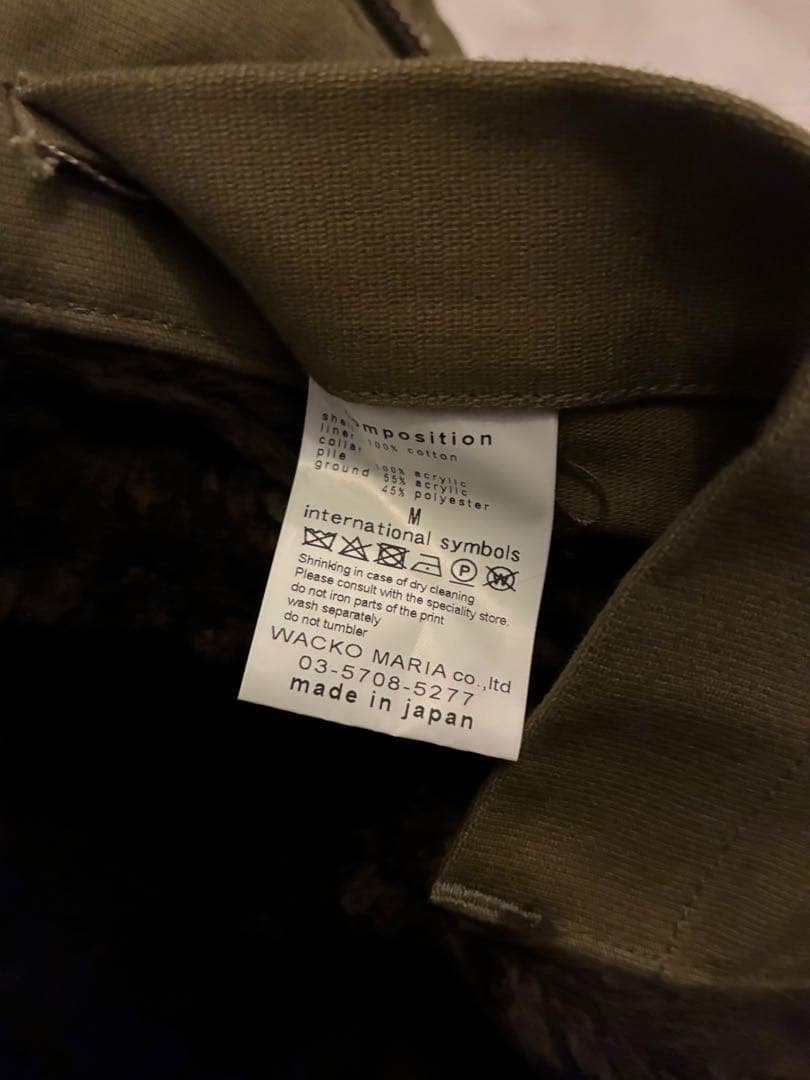 mposition
shel
liner 100% cotton
collar
pile 100% acrylic
ground 55% acrylic
45% polyester
M
international symbols
P W
Shrinking in case of dry cleaning
Please consult with the speciality store.
do not iron parts of the print
wash separately
do not tumbler
WACKO MARIA co.,ltd
03-5708-5277
made in japan